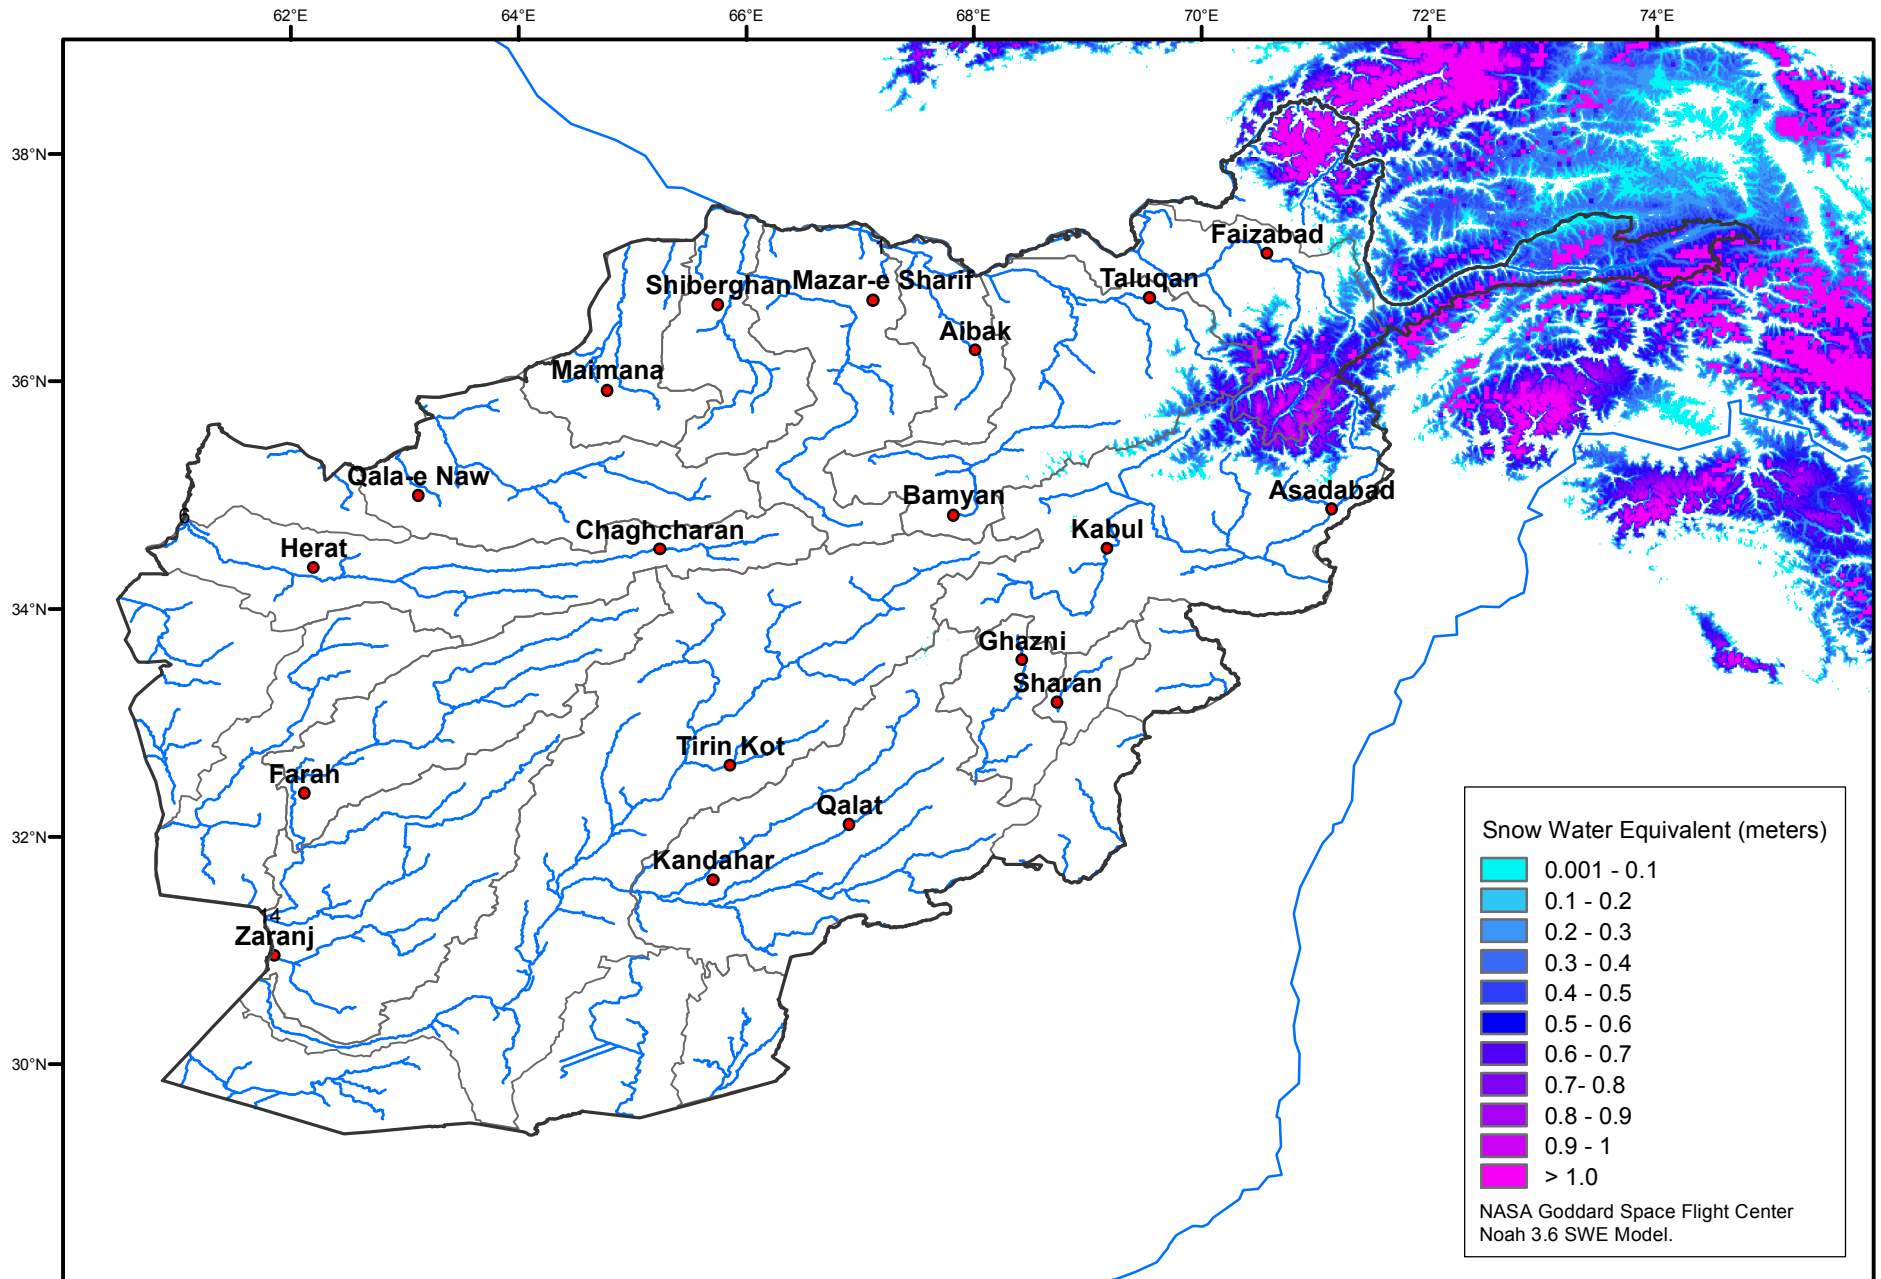 62°E
64°E
66°E
68°E
70°E
72°E
74°E
38°N
36°N
34°N
32°N
30°N
Faizabad
Taluqan
Shiberghan
Mazar-e Sharif
Aibak
Maimana
Qala-e Naw
Bamyan
Asadabad
Chaghcharan
Kabul
Herat
6
Ghazni
Sharan
Tirin Kot
Farah
Qalat
Kandahar
14
Zaranj
Snow Water Equivalent (meters)
0.001 - 0.1
0.1 - 0.2
0.2 - 0.3
0.3 - 0.4
0.4 - 0.5
0.5 - 0.6
0.6 - 0.7
0.7- 0.8
0.8 - 0.9
0.9 - 1
> 1.0
NASA Goddard Space Flight Center
Noah 3.6 SWE Model.